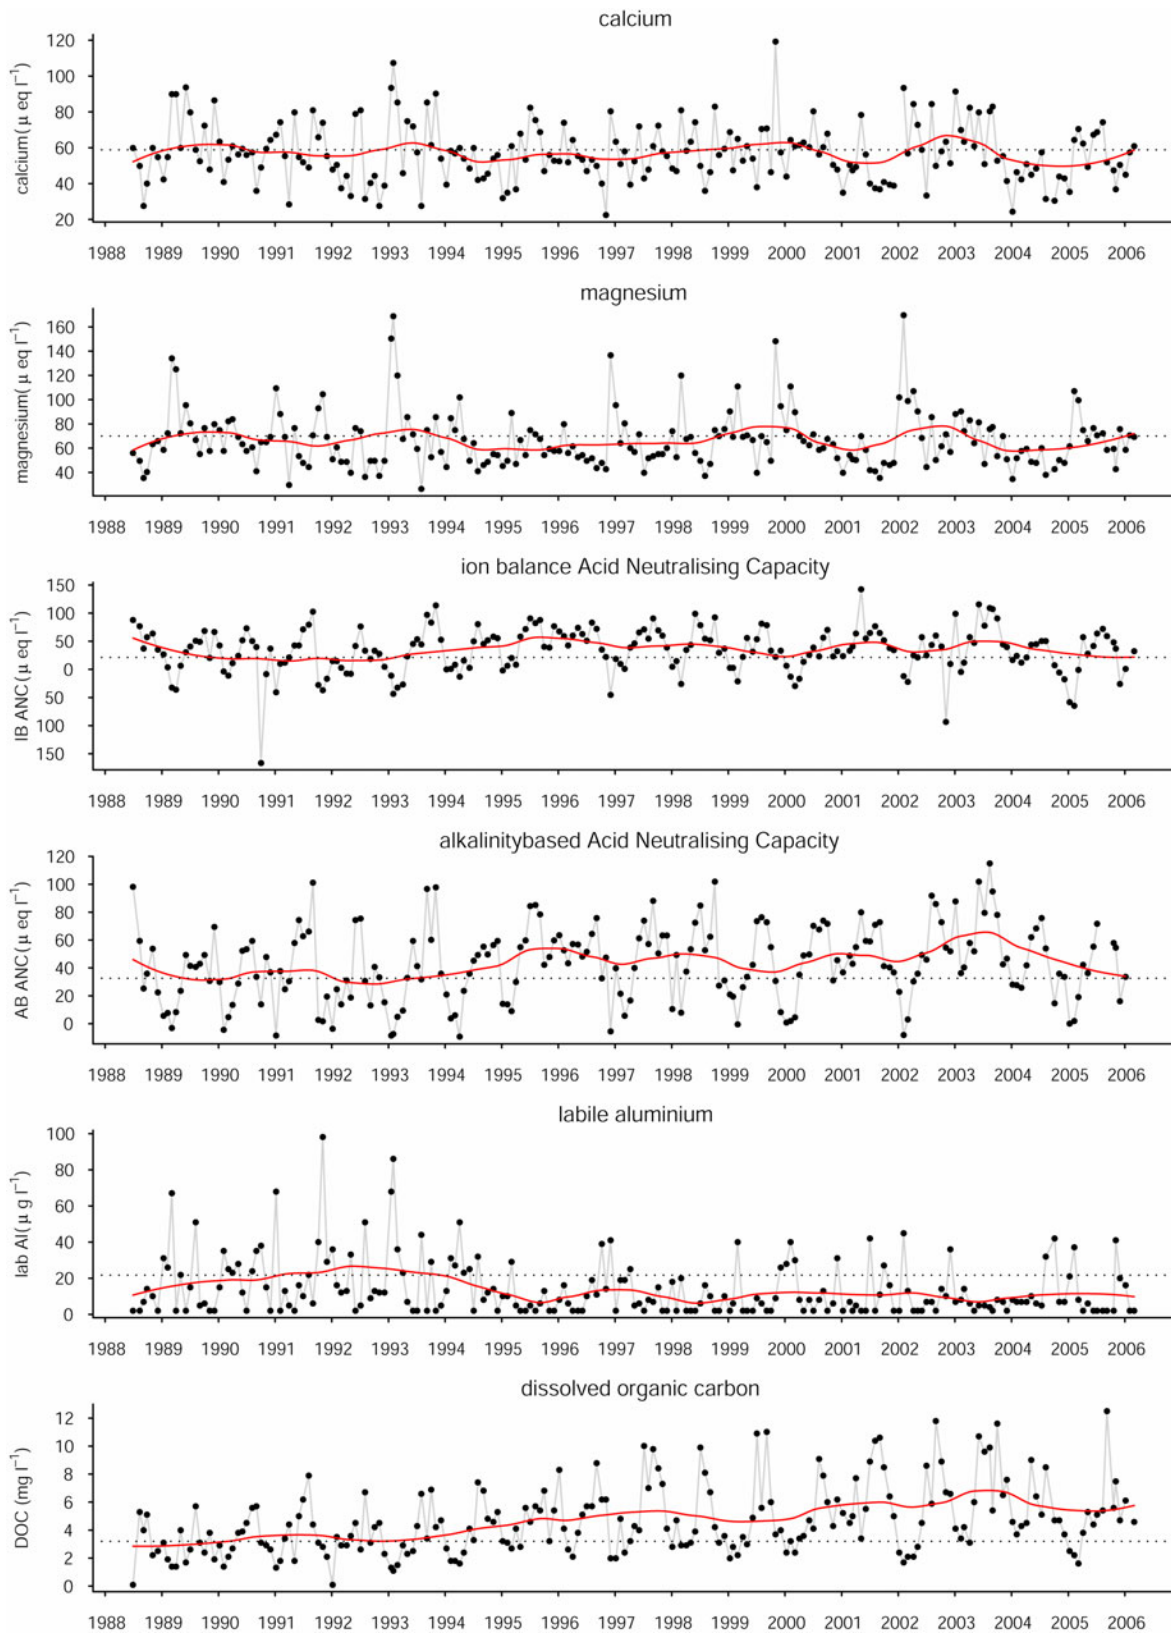 calcium
calcium( μ eq l⁻¹)
120
100
80
60
40
20
1988 1989 1990 1991 1992 1993 1994 1995 1996 1997 1998 1999 2000 2001 2002 2003 2004 2005 2006
magnesium
magnesium( μ eq l⁻¹)
160
140
120
100
80
60
40
1988 1989 1990 1991 1992 1993 1994 1995 1996 1997 1998 1999 2000 2001 2002 2003 2004 2005 2006
ion balance Acid Neutralising Capacity
IB ANC( μ eq l⁻¹)
150
100
50
0
50
100
150
1988 1989 1990 1991 1992 1993 1994 1995 1996 1997 1998 1999 2000 2001 2002 2003 2004 2005 2006
alkalinitybased Acid Neutralising Capacity
AB ANC( μ eq l⁻¹)
120
100
80
60
40
20
0
1988 1989 1990 1991 1992 1993 1994 1995 1996 1997 1998 1999 2000 2001 2002 2003 2004 2005 2006
labile aluminium
lab Al( μ g l⁻¹)
100
80
60
40
20
0
1988 1989 1990 1991 1992 1993 1994 1995 1996 1997 1998 1999 2000 2001 2002 2003 2004 2005 2006
dissolved organic carbon
DOC (mg l⁻¹)
12
10
8
6
4
2
0
1988 1989 1990 1991 1992 1993 1994 1995 1996 1997 1998 1999 2000 2001 2002 2003 2004 2005 2006